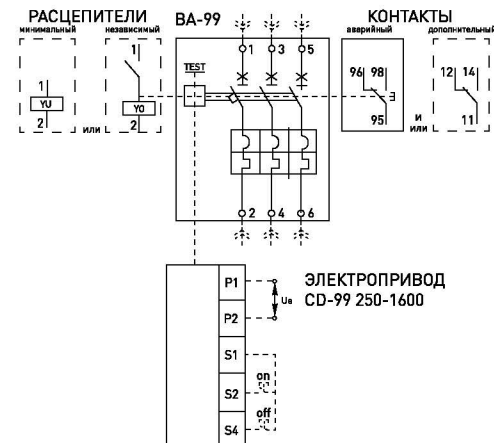 РАСЦЕПИТЕЛИ
минимальный
независимый
ВА-99
КОНТАКТЫ
аварийный
дополнительный
1
YU
2
или
1
YO
2
TEST
1 3 5
2 4 6
96 98
95
и
или
12 14
11
P1
P2
S1
S2
S4
Uв
on
off
ЭЛЕКТРОПРИВОД
CD-99 250-1600